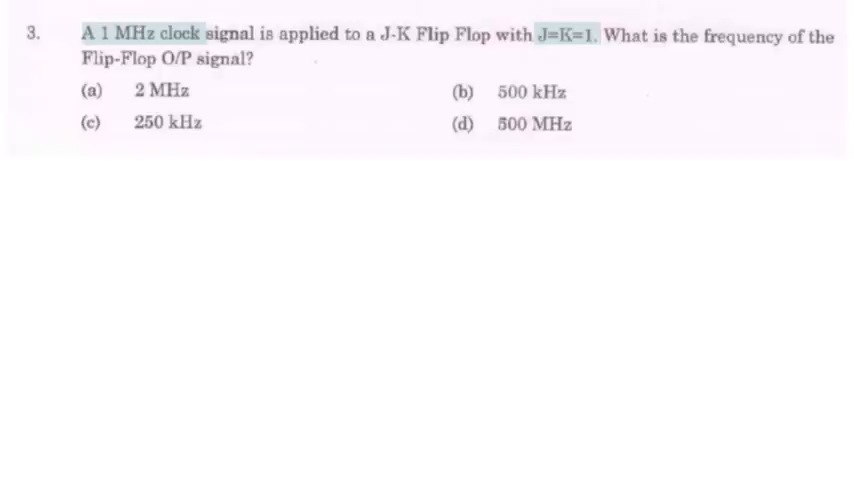 3. A 1 MHz clock signal is applied to a J-K Flip Flop with J=K=1. What is the frequency of the
Flip-Flop O/P signal?
(a) 2 MHz (b) 500 kHz
(c) 250 kHz (d) 500 MHz